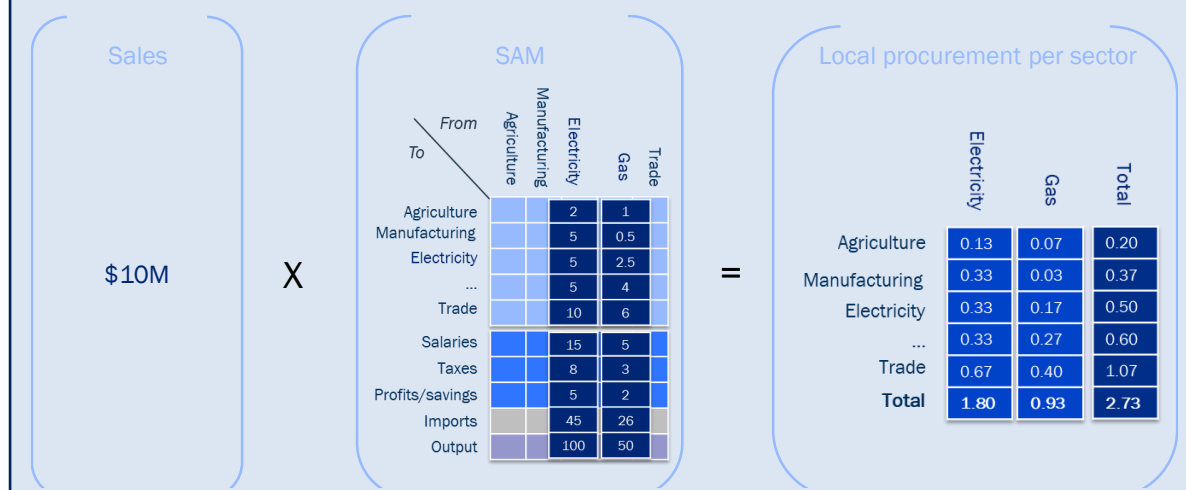 Sales
SAM
Local procurement per sector
From
To
Agriculture
Manufacturing
Electricity
Gas
Trade
Agriculture 2 1
Manufacturing 5 0.5
Electricity 5 2.5
... 5 4
Trade 10 6
Salaries 15 5
Taxes 8 3
Profits/savings 5 2
Imports 45 26
Output 100 50
$10M
X
=
Electricity
Gas
Total
Agriculture 0.13 0.07 0.20
Manufacturing 0.33 0.03 0.37
Electricity 0.33 0.17 0.50
... 0.33 0.27 0.60
Trade 0.67 0.40 1.07
Total 1.80 0.93 2.73